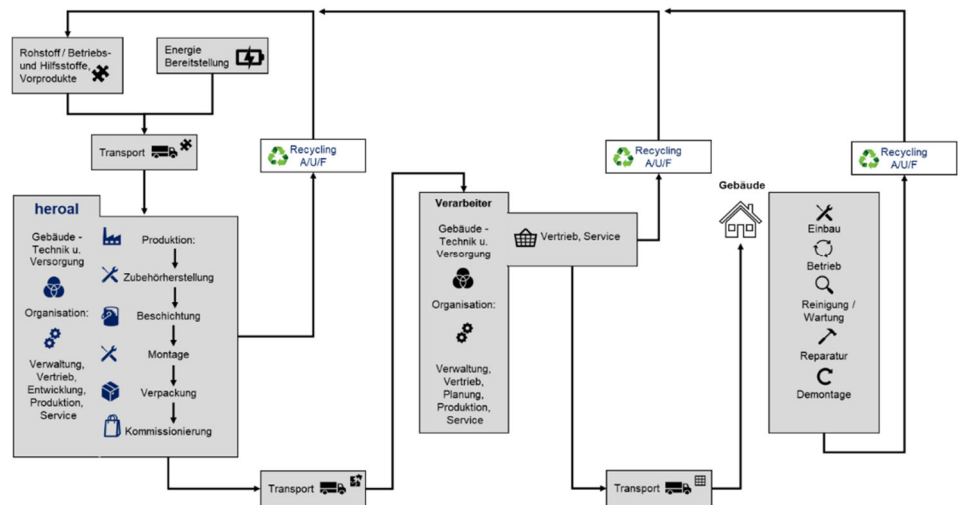 Rohstoff / Betriebs-
und Hilfsstoffe,
Vorprodukte
Energie
Bereitstellung
Transport
Recycling
A/U/F
Recycling
A/U/F
Recycling
A/U/F
heroal
Gebäude -
Technik u.
Versorgung
Organisation:
Verwaltung,
Vertrieb,
Entwicklung,
Produktion,
Service
Produktion:
Zubehörherstellung
Beschichtung
Montage
Verpackung
Kommissionierung
Transport
Verarbeiter
Gebäude -
Technik u.
Versorgung
Organisation:
Verwaltung,
Vertrieb,
Planung,
Produktion,
Service
Vertrieb, Service
Transport
Gebäude
Einbau
Betrieb
Reinigung /
Wartung
Reparatur
Demontage